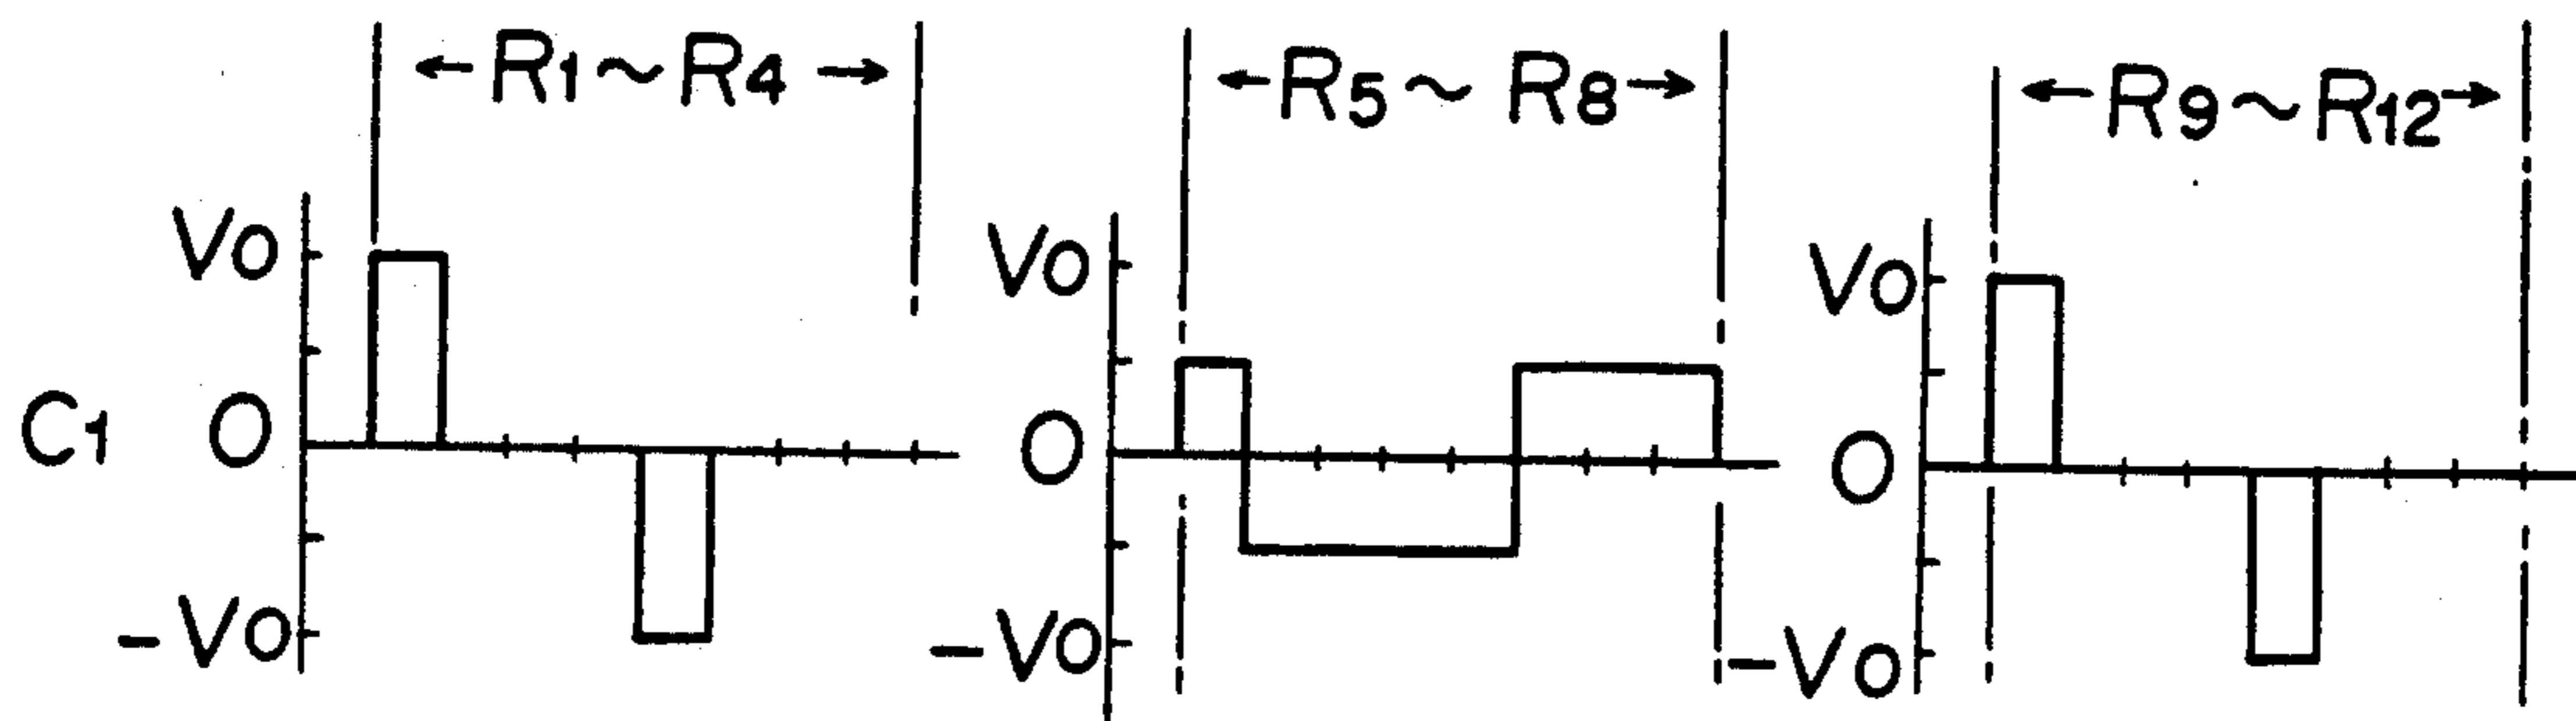 ←R1~R4→ ←R5~R8→ ←R9~R12→
Vo Vo Vo
C1 O O O
-Vo -Vo -Vo